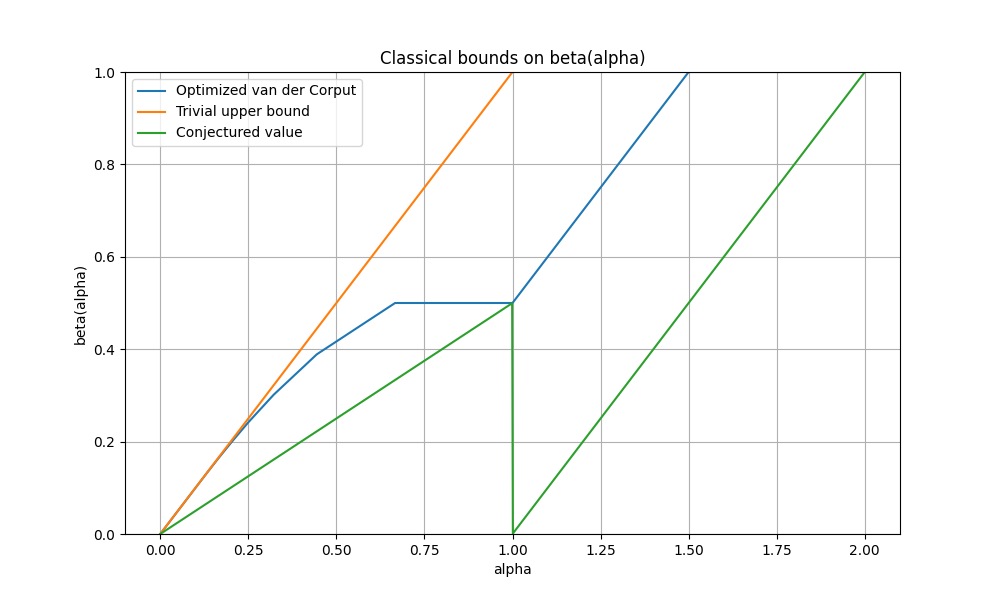 Classical bounds on beta(alpha)
Optimized van der Corput
Trivial upper bound
Conjectured value
beta(alpha)
1.0
0.8
0.6
0.4
0.2
0.0
0.00 0.25 0.50 0.75 1.00 1.25 1.50 1.75 2.00
alpha